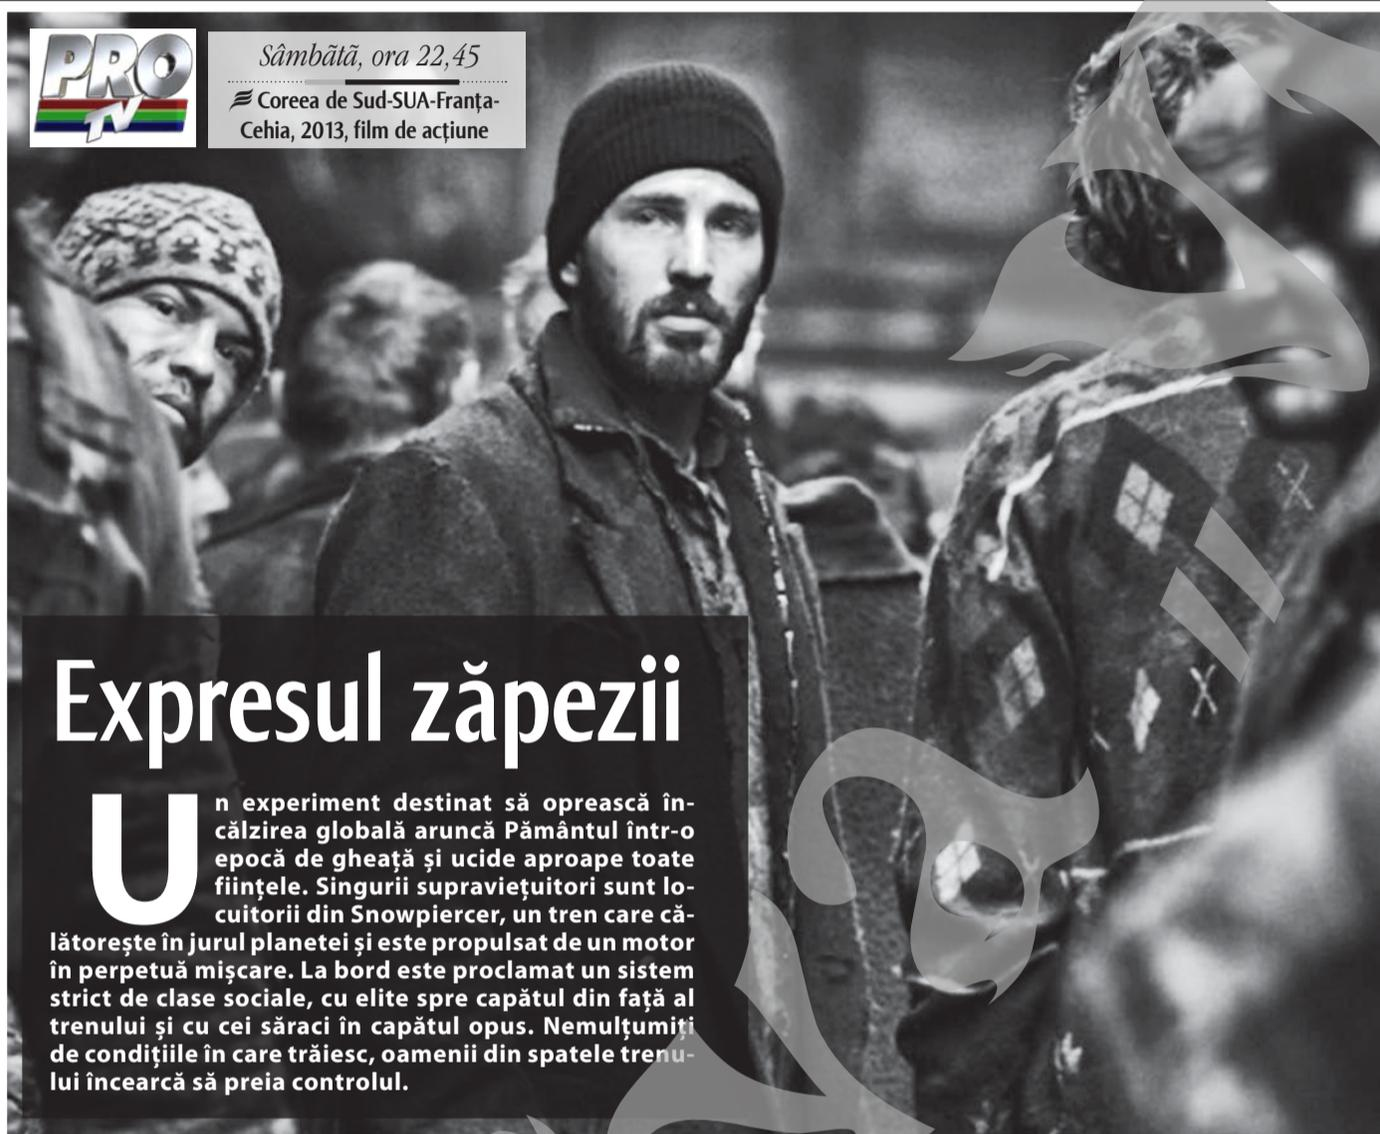 PRO
TV
Sâmbãtã, ora 22,45
Coreea de Sud-SUA-Franța-
Cehia, 2013, film de acțiune
Expresul zăpezii
Un experiment destinat să oprească în-
călzirea globală aruncă Pământul într-o
epocă de gheață și ucide aproape toate
ființele. Singurii supraviețuitori sunt lo-
cuitorii din Snowpiercer, un tren care că-
lătorește în jurul planetei și este propulsat de un motor
în perpetuă mișcare. La bord este proclamat un sistem
strict de clase sociale, cu elite spre capătul din față al
trenului și cu cei săraci în capătul opus. Nemulțumiți
de condițiile în care trăiesc, oamenii din spatele trenu-
lui încearcă să preia controlul.